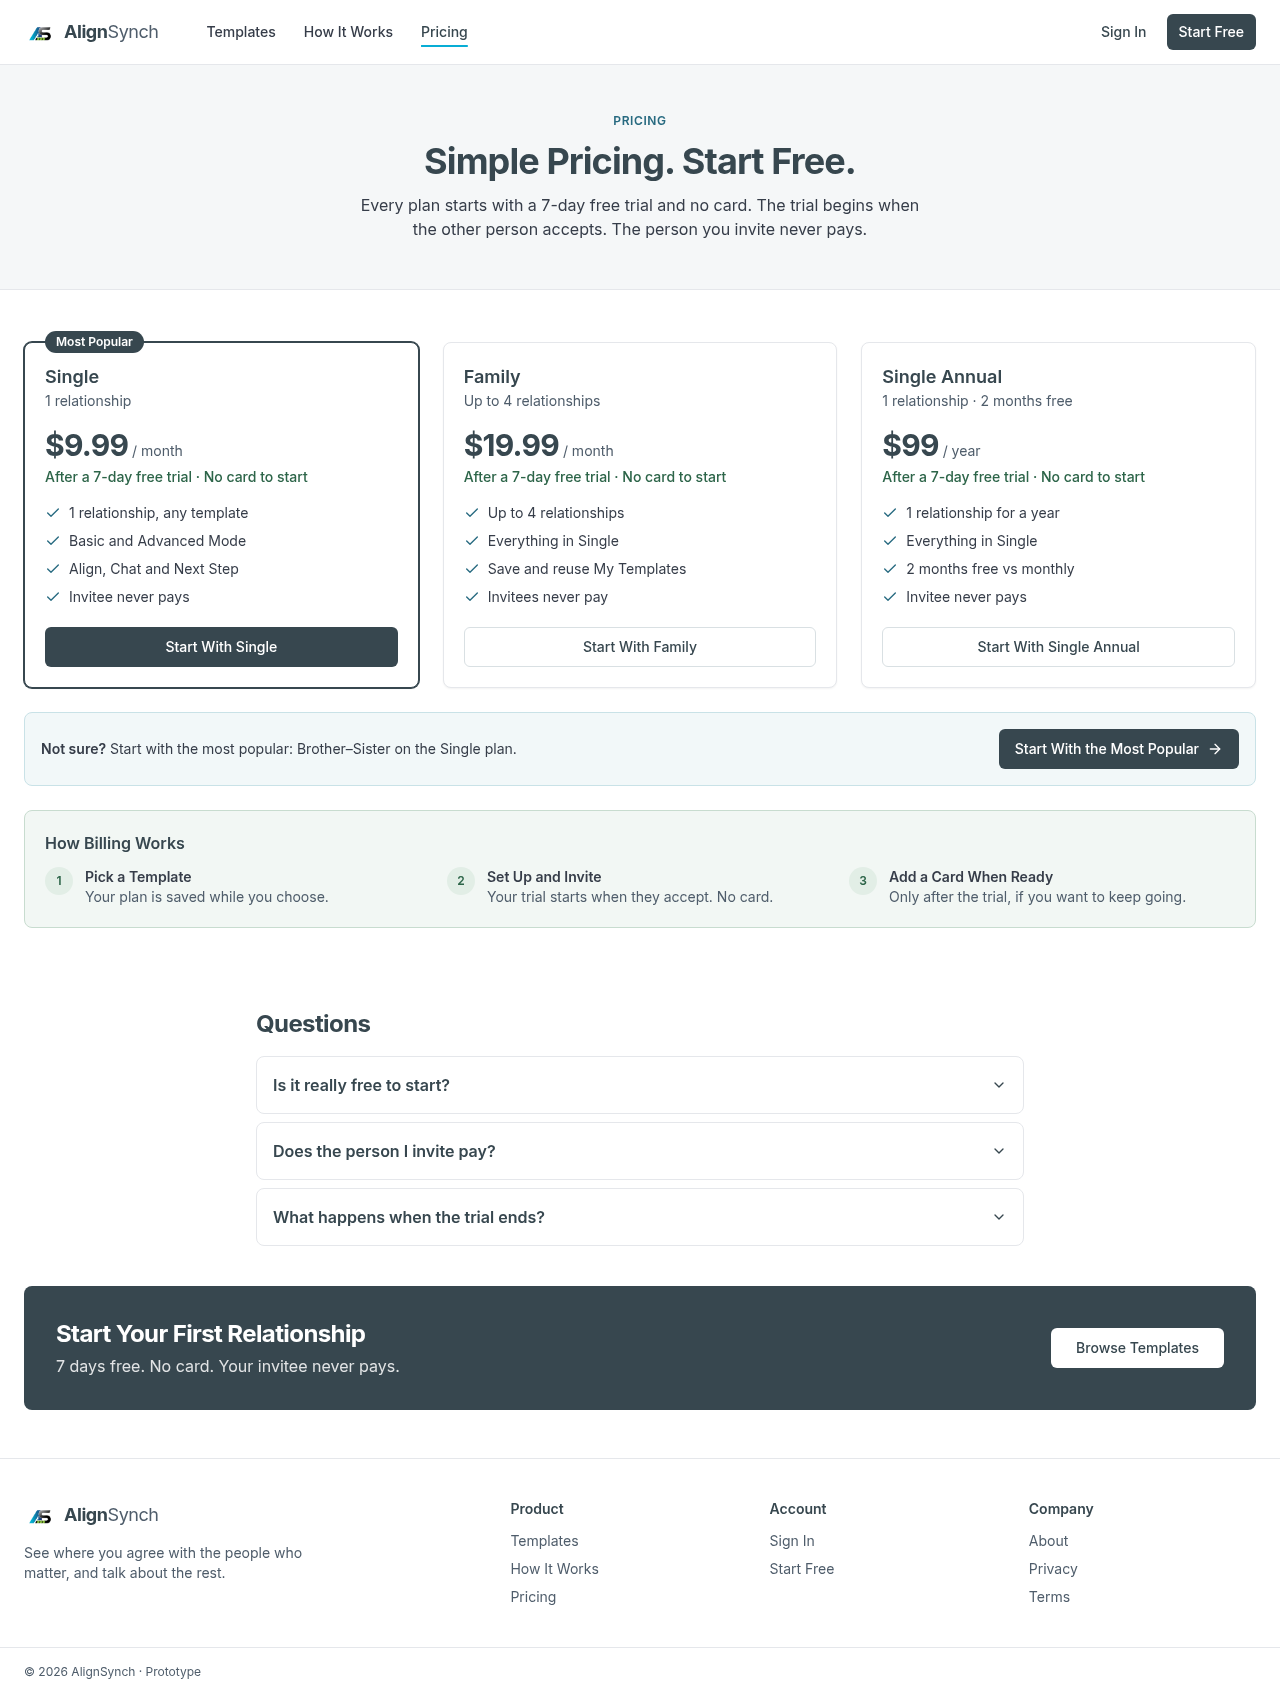 AlignSynch
Templates
How It Works
Pricing
Sign In
Start Free
PRICING
Simple Pricing. Start Free.
Every plan starts with a 7-day free trial and no card. The trial begins when
the other person accepts. The person you invite never pays.
Most Popular
Single
1 relationship
$9.99 / month
After a 7-day free trial · No card to start
1 relationship, any template
Basic and Advanced Mode
Align, Chat and Next Step
Invitee never pays
Start With Single
Family
Up to 4 relationships
$19.99 / month
After a 7-day free trial · No card to start
Up to 4 relationships
Everything in Single
Save and reuse My Templates
Invitees never pay
Start With Family
Single Annual
1 relationship · 2 months free
$99 / year
After a 7-day free trial · No card to start
1 relationship for a year
Everything in Single
2 months free vs monthly
Invitee never pays
Start With Single Annual
Not sure? Start with the most popular: Brother–Sister on the Single plan.
Start With the Most Popular
How Billing Works
1
Pick a Template
Your plan is saved while you choose.
2
Set Up and Invite
Your trial starts when they accept. No card.
3
Add a Card When Ready
Only after the trial, if you want to keep going.
Questions
Is it really free to start?
Does the person I invite pay?
What happens when the trial ends?
Start Your First Relationship
7 days free. No card. Your invitee never pays.
Browse Templates
AlignSynch
See where you agree with the people who
matter, and talk about the rest.
Product
Templates
How It Works
Pricing
Account
Sign In
Start Free
Company
About
Privacy
Terms
© 2026 AlignSynch · Prototype